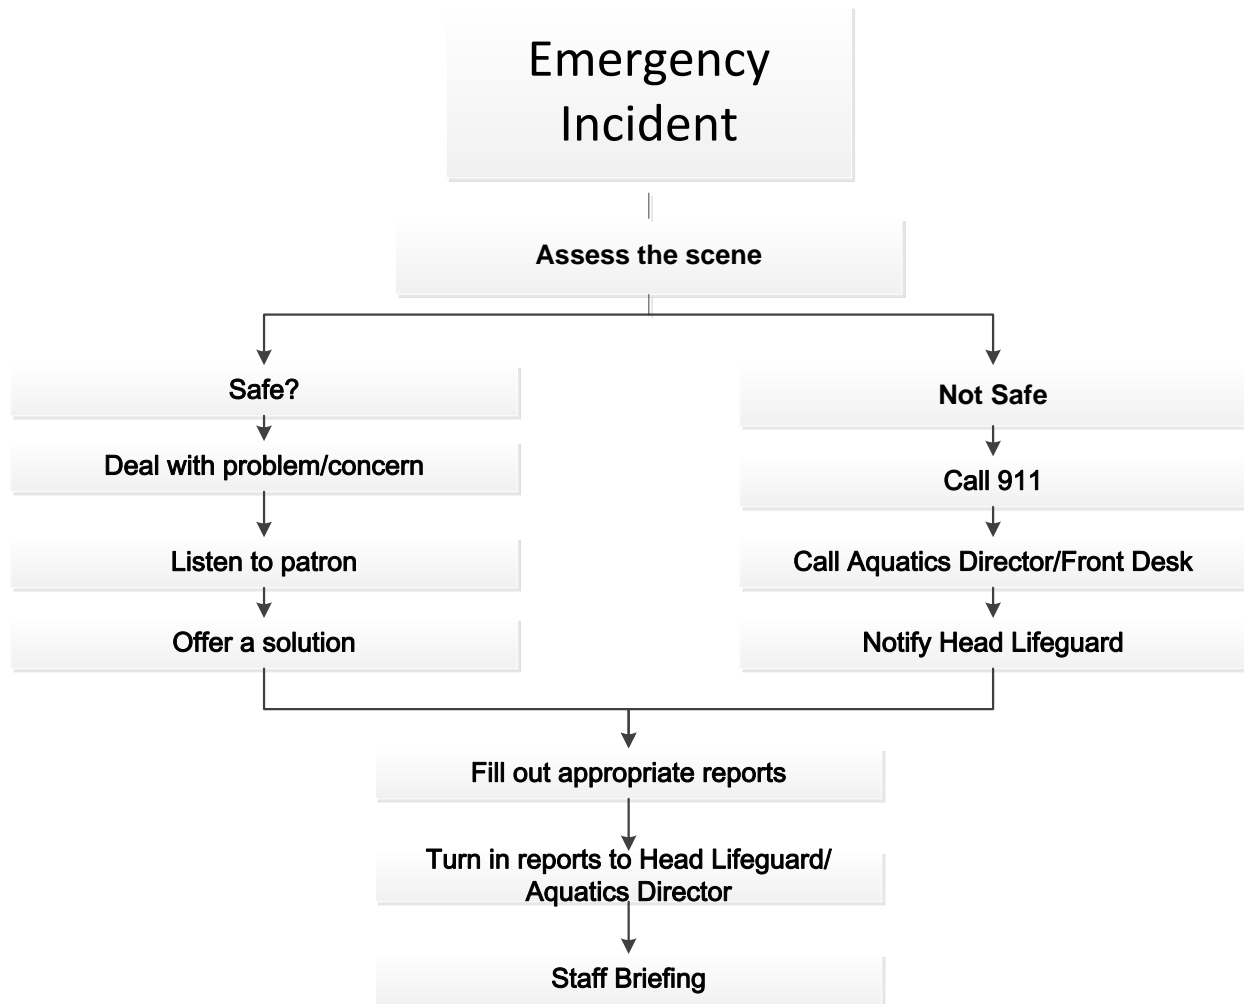 Emergency
Incident
Assess the scene
Safe?
Deal with problem/concern
Listen to patron
Offer a solution
Not Safe
Call 911
Call Aquatics Director/Front Desk
Notify Head Lifeguard
Fill out appropriate reports
Turn in reports to Head Lifeguard/
Aquatics Director
Staff Briefing